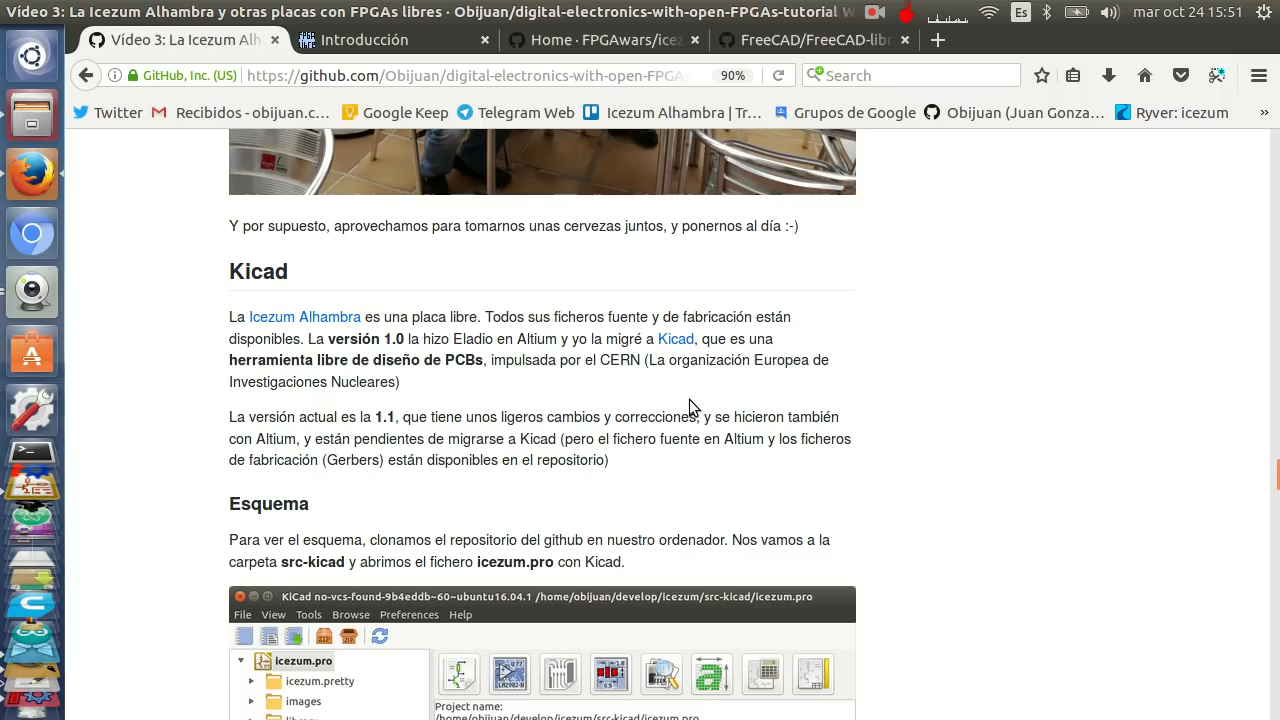 Vídeo 3: La Icezum Alhambra y otras placas con FPGAs libres · Obijuan/digital-electronics-with-open-FPGAs-tutorial W
Es
mar oct 24 15:51
Vídeo 3: La Icezum Alh
Introducción
Home · FPGAwars/icez
FreeCAD/FreeCAD-libr
GitHub, Inc. (US)
https://github.com/Obijuan/digital-electronics-with-open-FPGAs
90%
Search
Twitter
Recibidos - obijuan.c…
Google Keep
Telegram Web
Icezum Alhambra | Tr…
Grupos de Google
Obijuan (Juan Gonza…
Ryver: icezum
»
Y por supuesto, aprovechamos para tomarnos unas cervezas juntos, y ponernos al día :-)
Kicad
La Icezum Alhambra es una placa libre. Todos sus ficheros fuente y de fabricación están
disponibles. La versión 1.0 la hizo Eladio en Altium y yo la migré a Kicad, que es una
herramienta libre de diseño de PCBs, impulsada por el CERN (La organización Europea de
Investigaciones Nucleares)
La versión actual es la 1.1, que tiene unos ligeros cambios y correcciones, y se hicieron también
con Altium, y están pendientes de migrarse a Kicad (pero el fichero fuente en Altium y los ficheros
de fabricación (Gerbers) están disponibles en el repositorio)
Esquema
Para ver el esquema, clonamos el repositorio del github en nuestro ordenador. Nos vamos a la
carpeta src-kicad y abrimos el fichero icezum.pro con Kicad.
KiCad no-vcs-found-9b4eddb~60~ubuntu16.04.1 /home/obijuan/develop/icezum/src-kicad/icezum.pro
File View Tools Browse Preferences Help
icezum.pro
icezum.pretty
images
Project name:
/home/obijuan/develop/icezum/src-kicad/icezum.pro